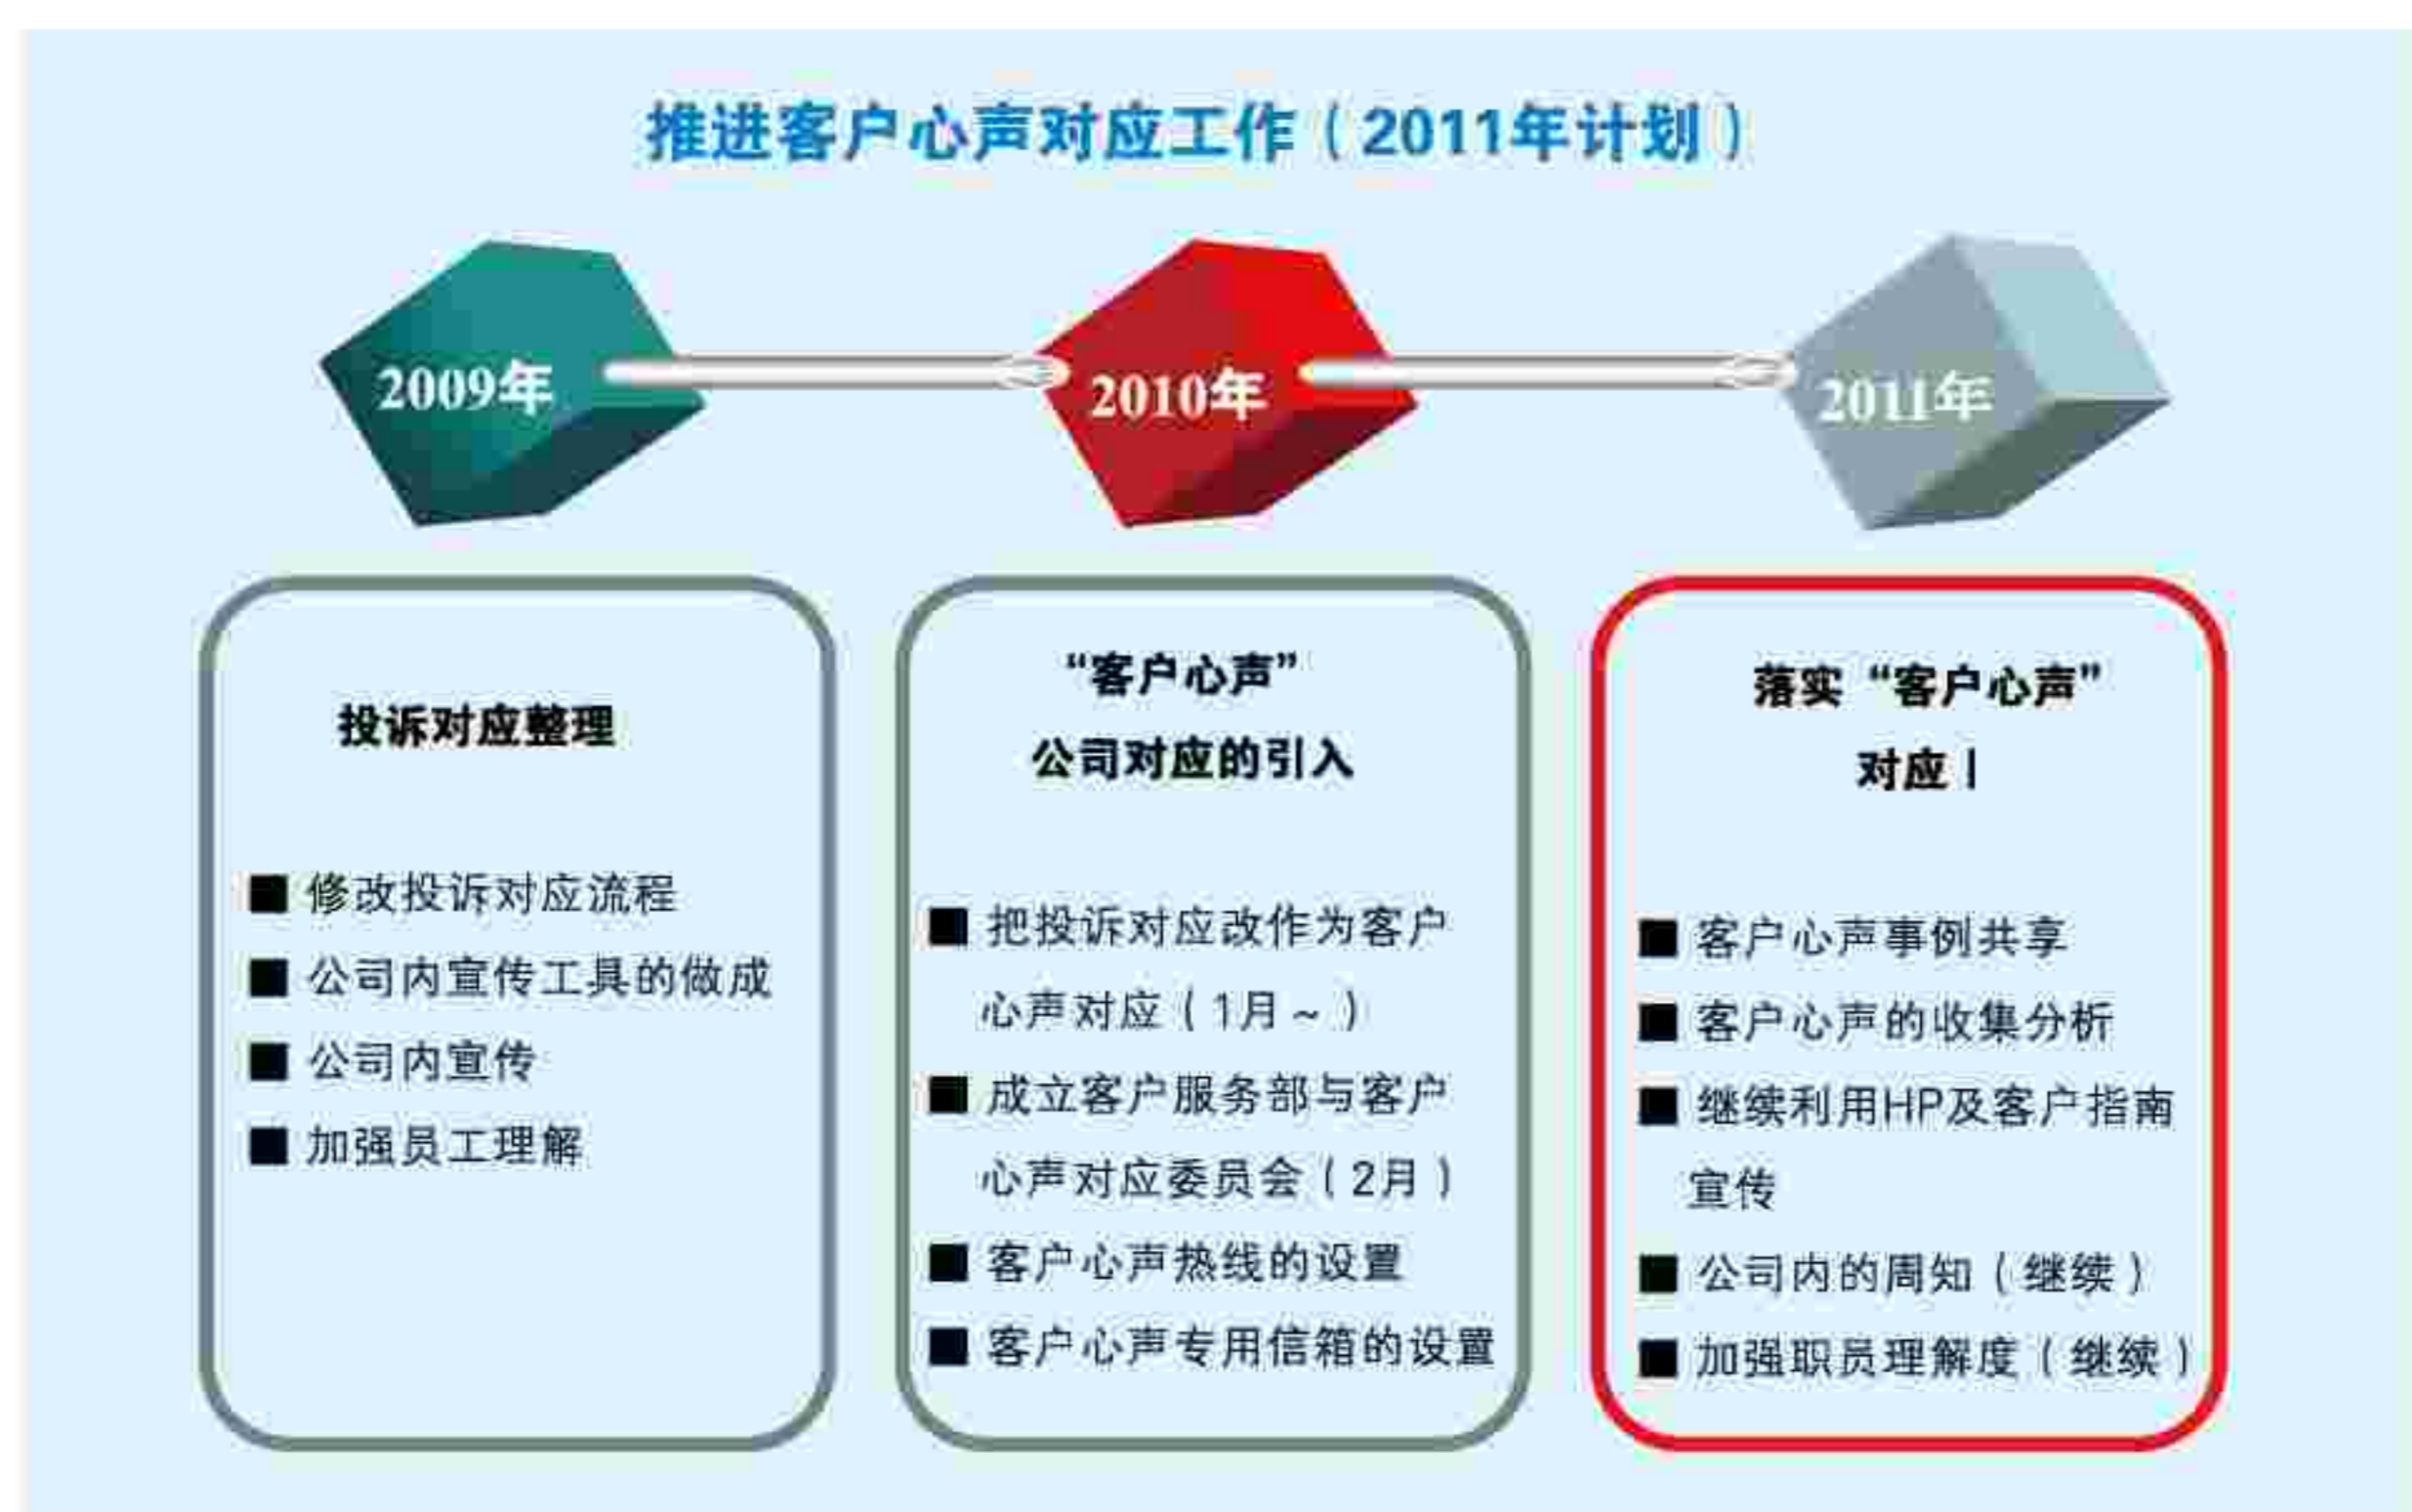 推进客户心声对应工作（2011年计划）
2009年
2010年
2011年
投诉对应整理
■ 修改投诉对应流程
■ 公司内宣传工具的做成
■ 公司内宣传
■ 加强员工理解
“客户心声”
公司对应的引入
■ 把投诉对应改作为客户
心声对应（1月~）
■ 成立客户服务部与客户
心声对应委员会（2月）
■ 客户心声热线的设置
■ 客户心声专用信箱的设置
落实“客户心声”
对应｜
■ 客户心声事例共享
■ 客户心声的收集分析
■ 继续利用HP及客户指南
宣传
■ 公司内的周知（继续）
■ 加强职员理解度（继续）